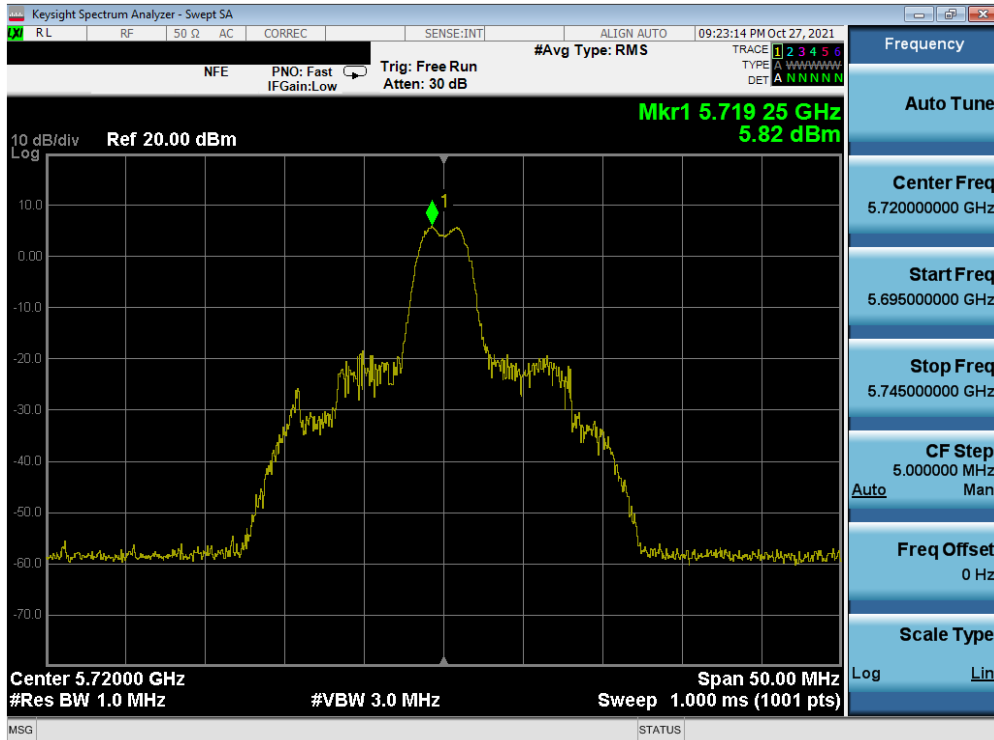 Keysight Spectrum Analyzer - Swept SA
LXI RL RF 50 Ω AC CORREC SENSE:INT ALIGN AUTO 09:23:14 PM Oct 27, 2021
#Avg Type: RMS TRACE 1 2 3 4 5 6
NFE PNO: Fast Trig: Free Run TYPE A WWWWW
IFGain:Low Atten: 30 dB DET A N N N N N
Mkr1 5.719 25 GHz
5.82 dBm
10 dB/div Ref 20.00 dBm
Log
1
10.0
0.00
-10.0
-20.0
-30.0
-40.0
-50.0
-60.0
-70.0
Center 5.72000 GHz Span 50.00 MHz
#Res BW 1.0 MHz #VBW 3.0 MHz Sweep 1.000 ms (1001 pts)
MSG STATUS
Frequency
Auto Tune
Center Freq
5.720000000 GHz
Start Freq
5.695000000 GHz
Stop Freq
5.745000000 GHz
CF Step
5.000000 MHz
Auto Man
Freq Offset
0 Hz
Scale Type
Log Lin